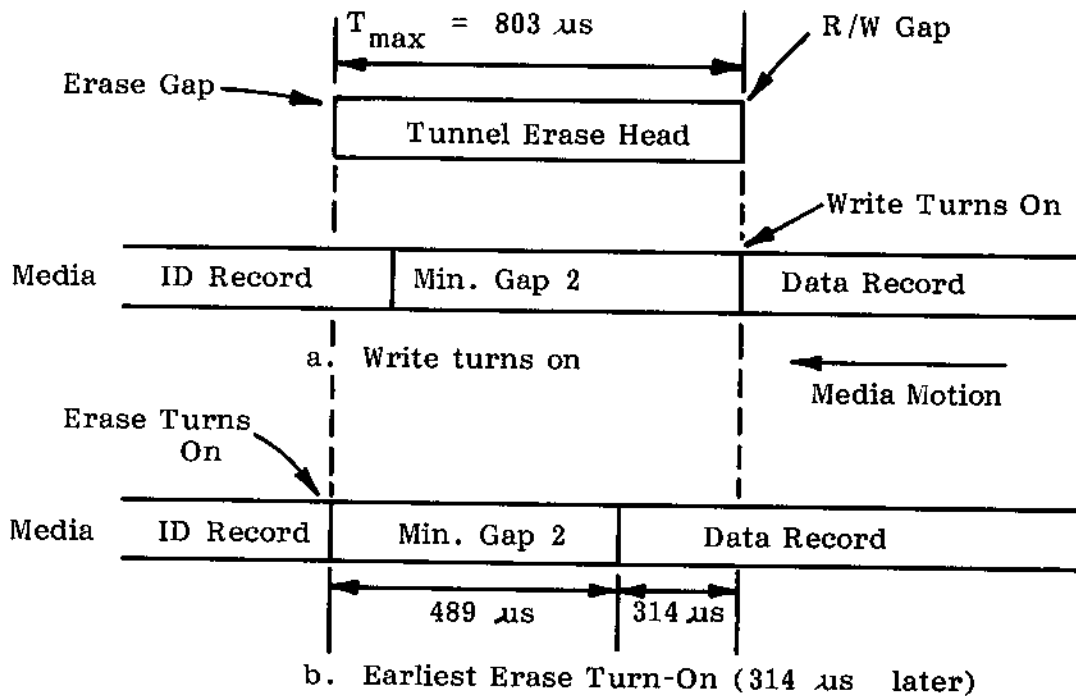 T max = 803 µs
R/W Gap
Erase Gap
Tunnel Erase Head
Write Turns On
Media
ID Record
Min. Gap 2
Data Record
a. Write turns on
Media Motion
Erase Turns
On
Media
ID Record
Min. Gap 2
Data Record
489 µs
314 µs
b. Earliest Erase Turn-On (314 µs later)